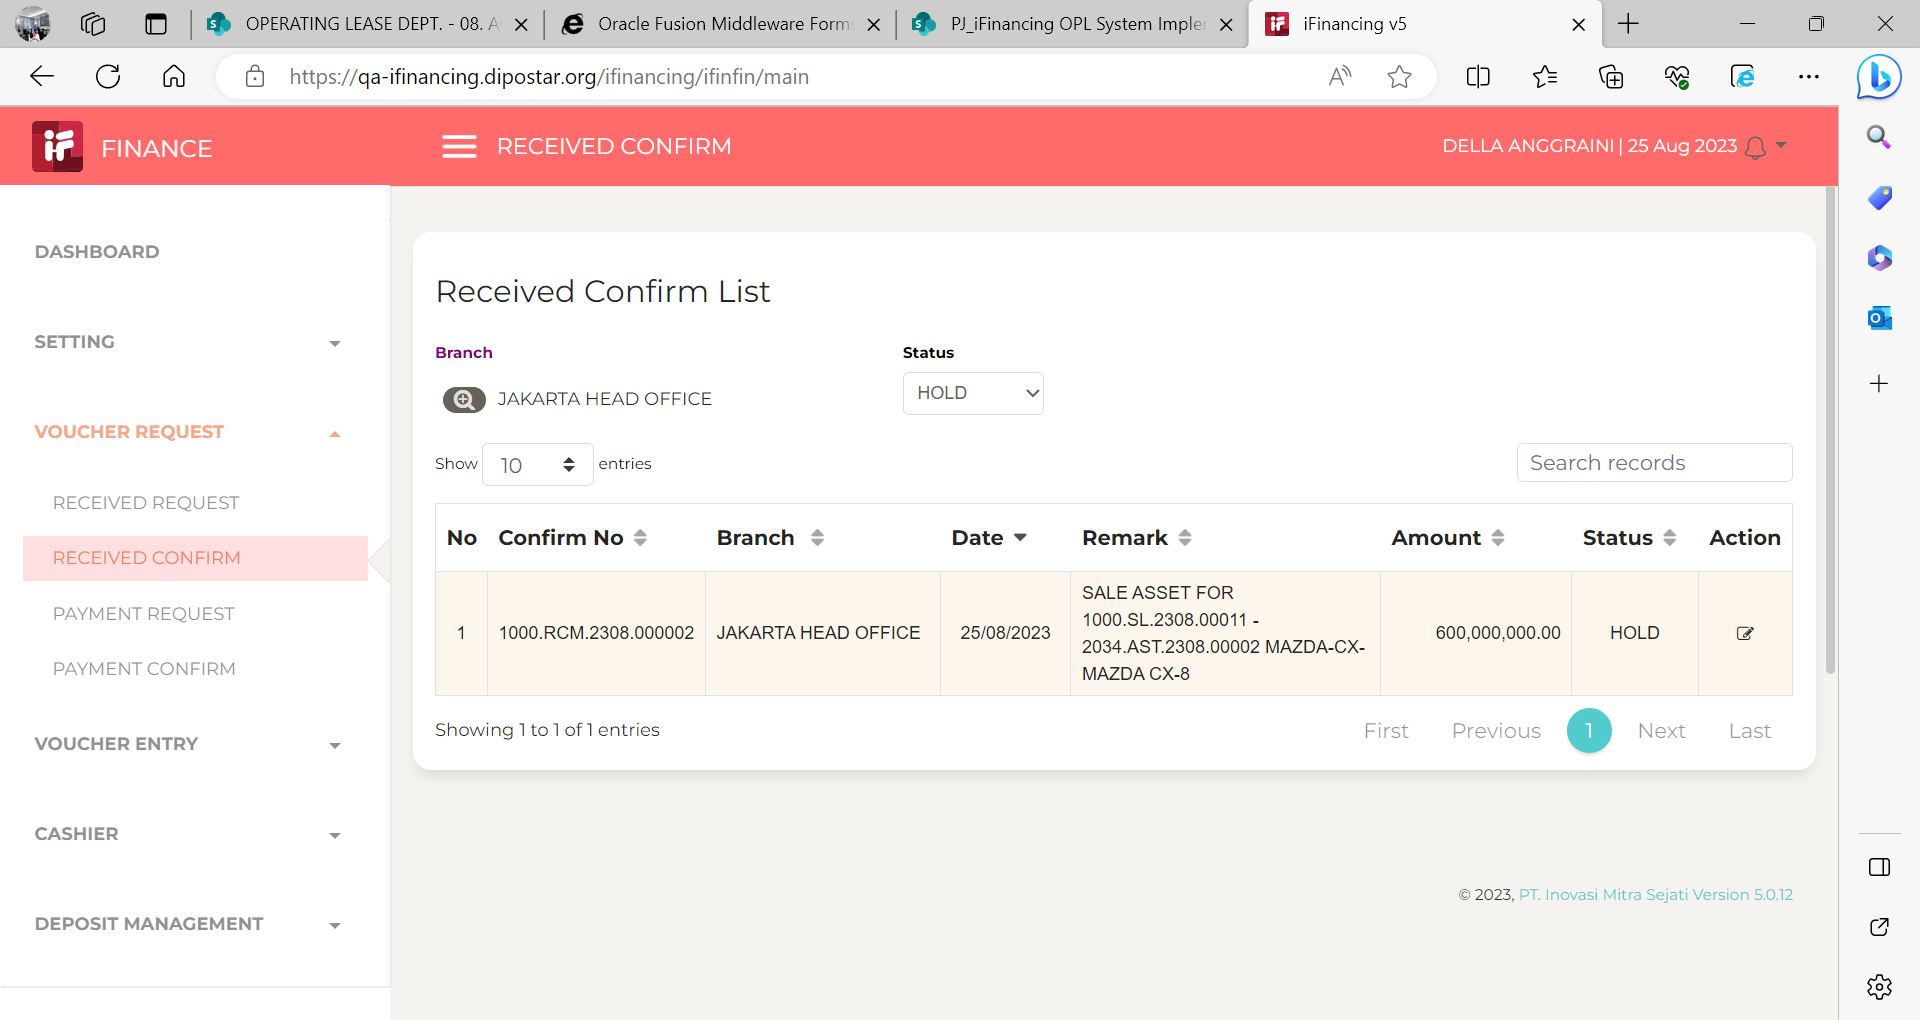 OPERATING LEASE DEPT. - 08. A
Oracle Fusion Middleware Form
PJ_iFinancing OPL System Imple
iFinancing v5
https://qa-ifinancing.dipostar.org/ifinancing/ifinfin/main
FINANCE
RECEIVED CONFIRM
DELLA ANGGRAINI | 25 Aug 2023
DASHBOARD
SETTING
VOUCHER REQUEST
RECEIVED REQUEST
RECEIVED CONFIRM
PAYMENT REQUEST
PAYMENT CONFIRM
VOUCHER ENTRY
CASHIER
DEPOSIT MANAGEMENT
Received Confirm List
Branch
Status
JAKARTA HEAD OFFICE
HOLD
Show 10 entries
Search records
No Confirm No Branch Date Remark Amount Status Action
1 1000.RCM.2308.000002 JAKARTA HEAD OFFICE 25/08/2023
SALE ASSET FOR
1000.SL.2308.00011 -
2034.AST.2308.00002 MAZDA-CX-
MAZDA CX-8
600,000,000.00 HOLD
Showing 1 to 1 of 1 entries
First Previous 1 Next Last
© 2023, PT. Inovasi Mitra Sejati Version 5.0.12